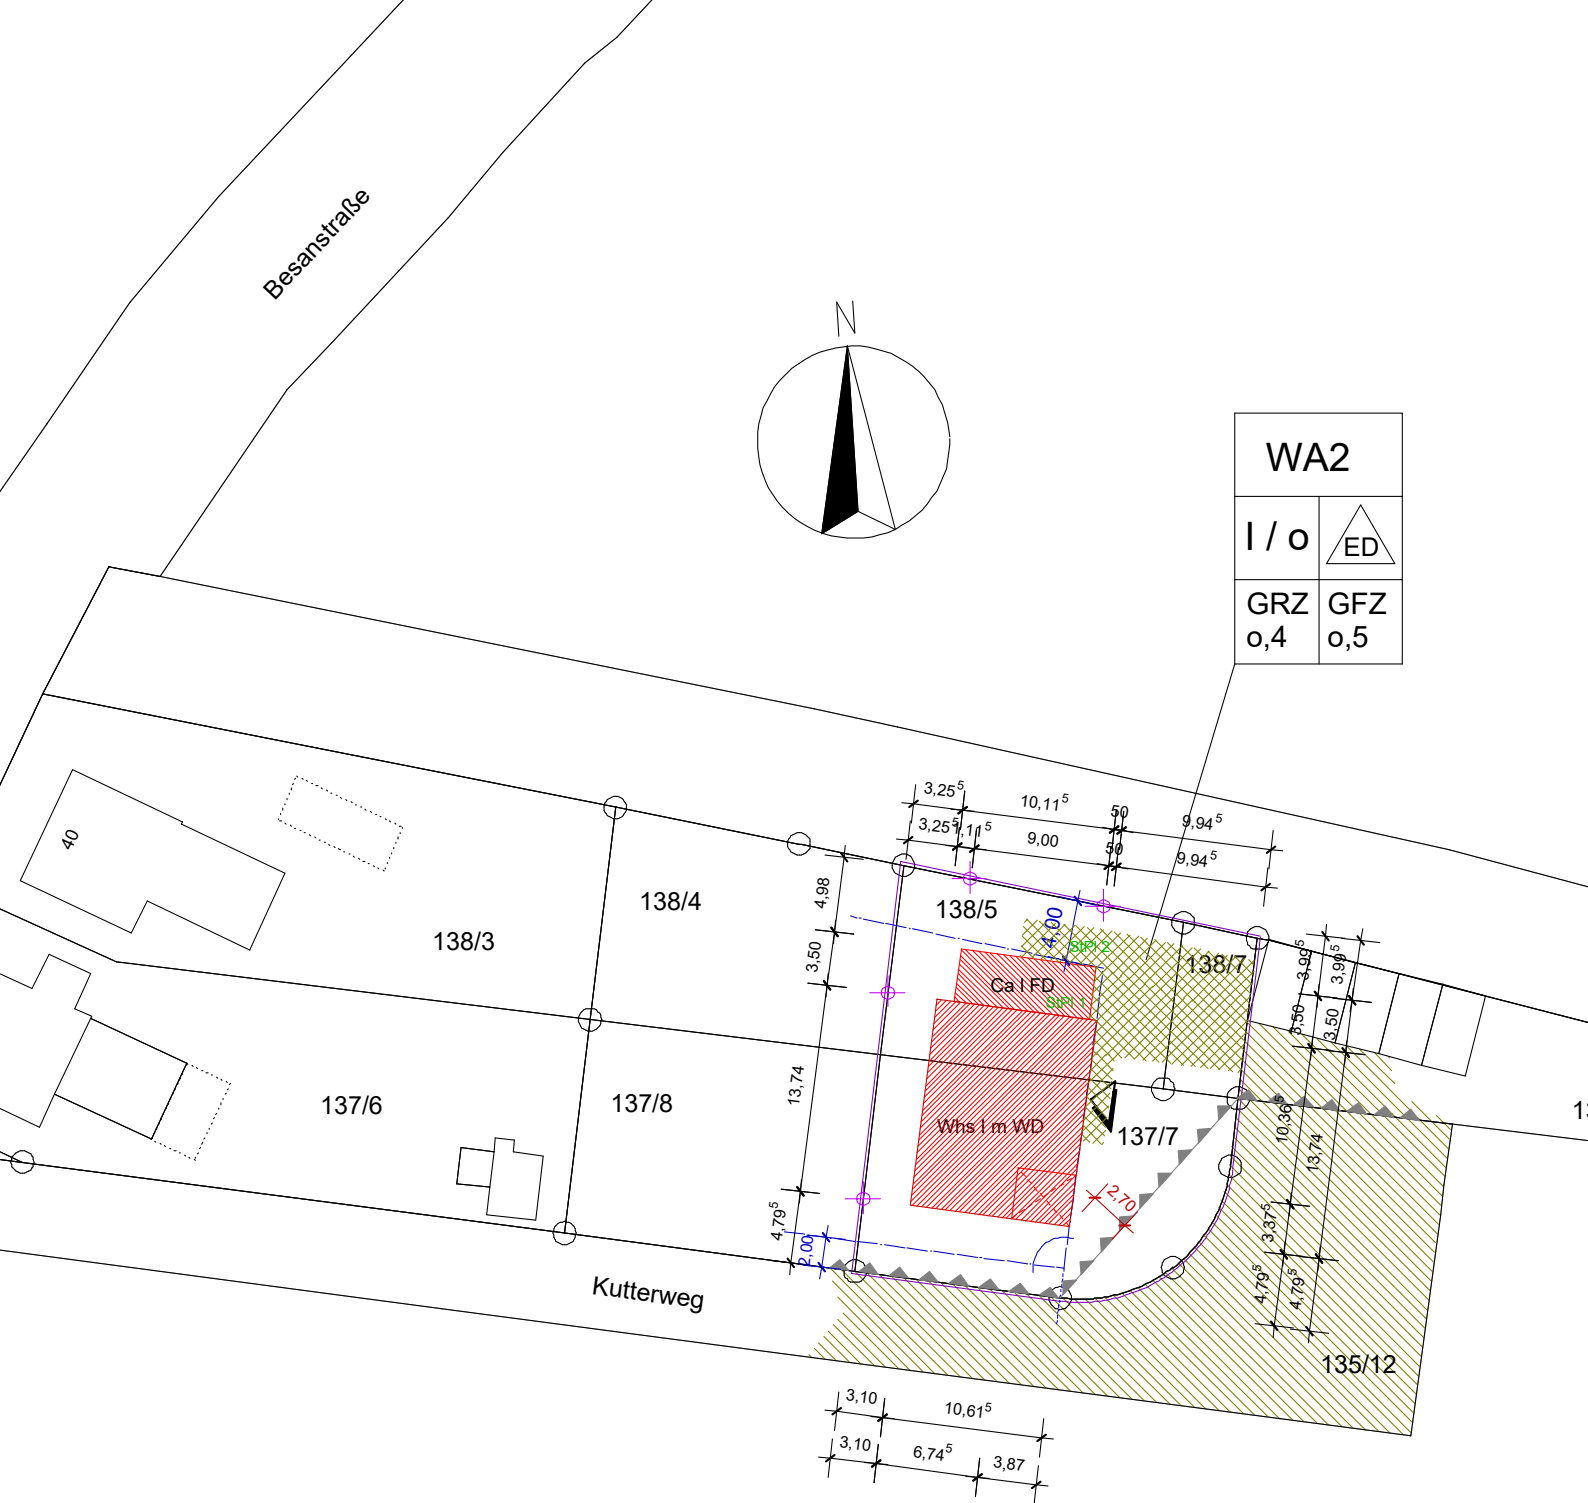 Besanstraße
N
WA2
I / o
ED
GRZ
o,4
GFZ
o,5
3,25⁵
10,11⁵
50
9,94⁵
3,25⁵
1,11⁵
9,00
50
9,94⁵
40
138/3
138/4
4,98
138/5
4,00
StPl 2
138/7
3,99⁵
3,99⁵
3,50
Ca I FD
StPl 1
3,50
3,50
137/6
137/8
13,74
Whs I m WD
137/7
10,36⁵
13,74
2,70
4,79⁵
2,00
3,37⁵
4,79⁵
4,79⁵
Kutterweg
135/12
3,10
10,61⁵
3,10
6,74⁵
3,87